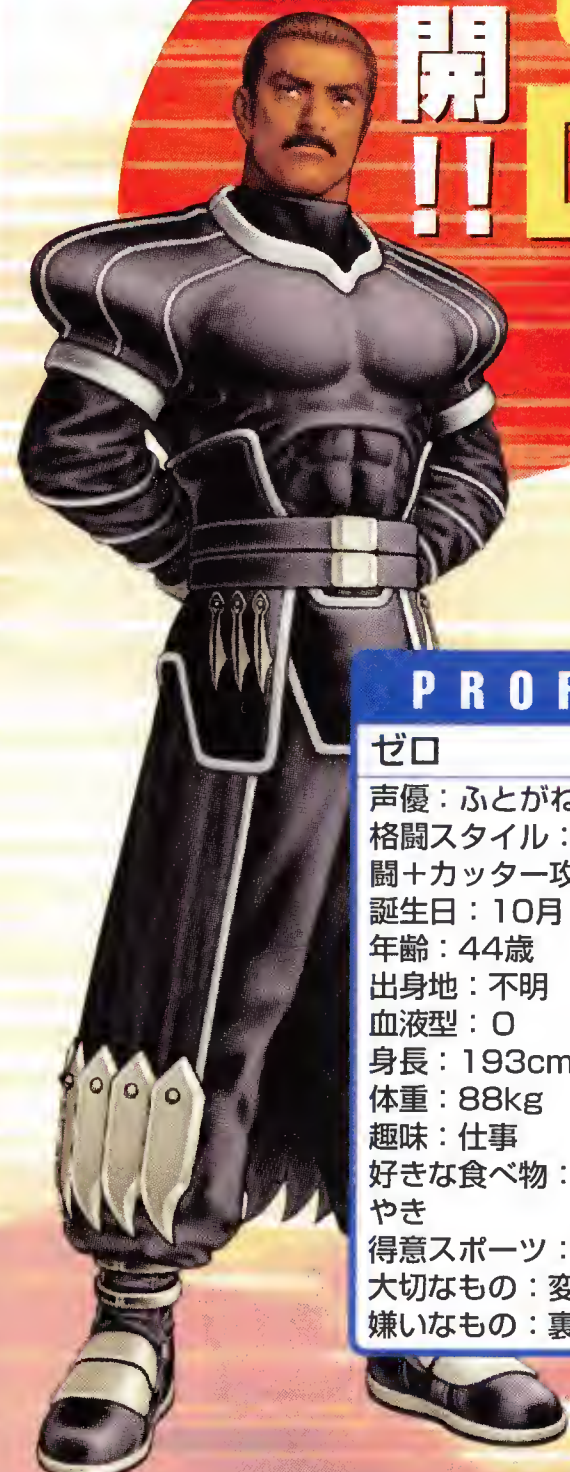 開
!!
PROF
ゼロ
声優：ふとがね
格闘スタイル：
闘＋カッター攻
誕生日：10月
年齢：44歳
出身地：不明
血液型：O
身長：193cm
体重：88kg
趣味：仕事
好きな食べ物：
やき
得意スポーツ：
大切なもの：変
嫌いなもの：裏